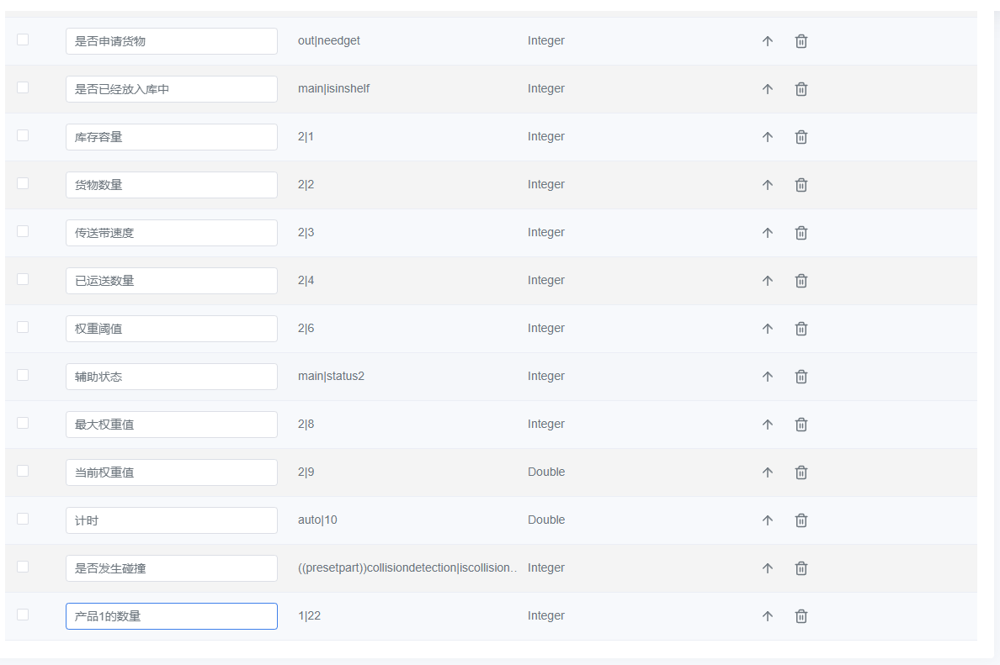 是否申请货物 out|needget Integer
是否已经放入库中 main|isinshelf Integer
库存容量 2|1 Integer
货物数量 2|2 Integer
传送带速度 2|3 Integer
已运送数量 2|4 Integer
权重阈值 2|6 Integer
辅助状态 main|status2 Integer
最大权重值 2|8 Integer
当前权重值 2|9 Double
计时 auto|10 Double
是否发生碰撞 ((presetpart))collisiondetection|iscollision.. Integer
产品1的数量 1|22 Integer